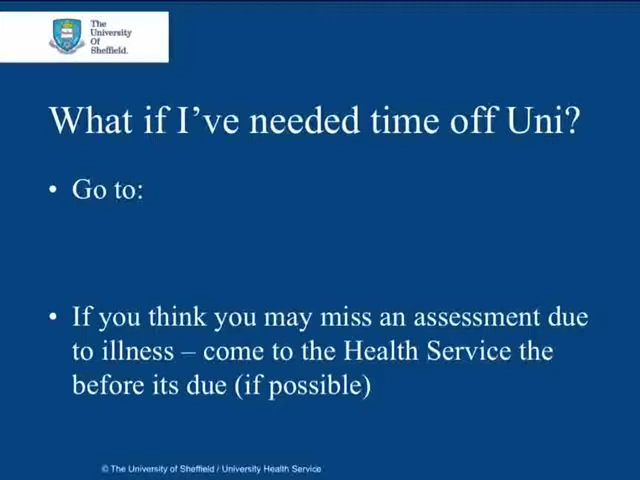 The
University
Of
Sheffield.
What if I've needed time off Uni?
• Go to:
• If you think you may miss an assessment due
to illness – come to the Health Service the
before its due (if possible)
© The University of Sheffield / University Health Service